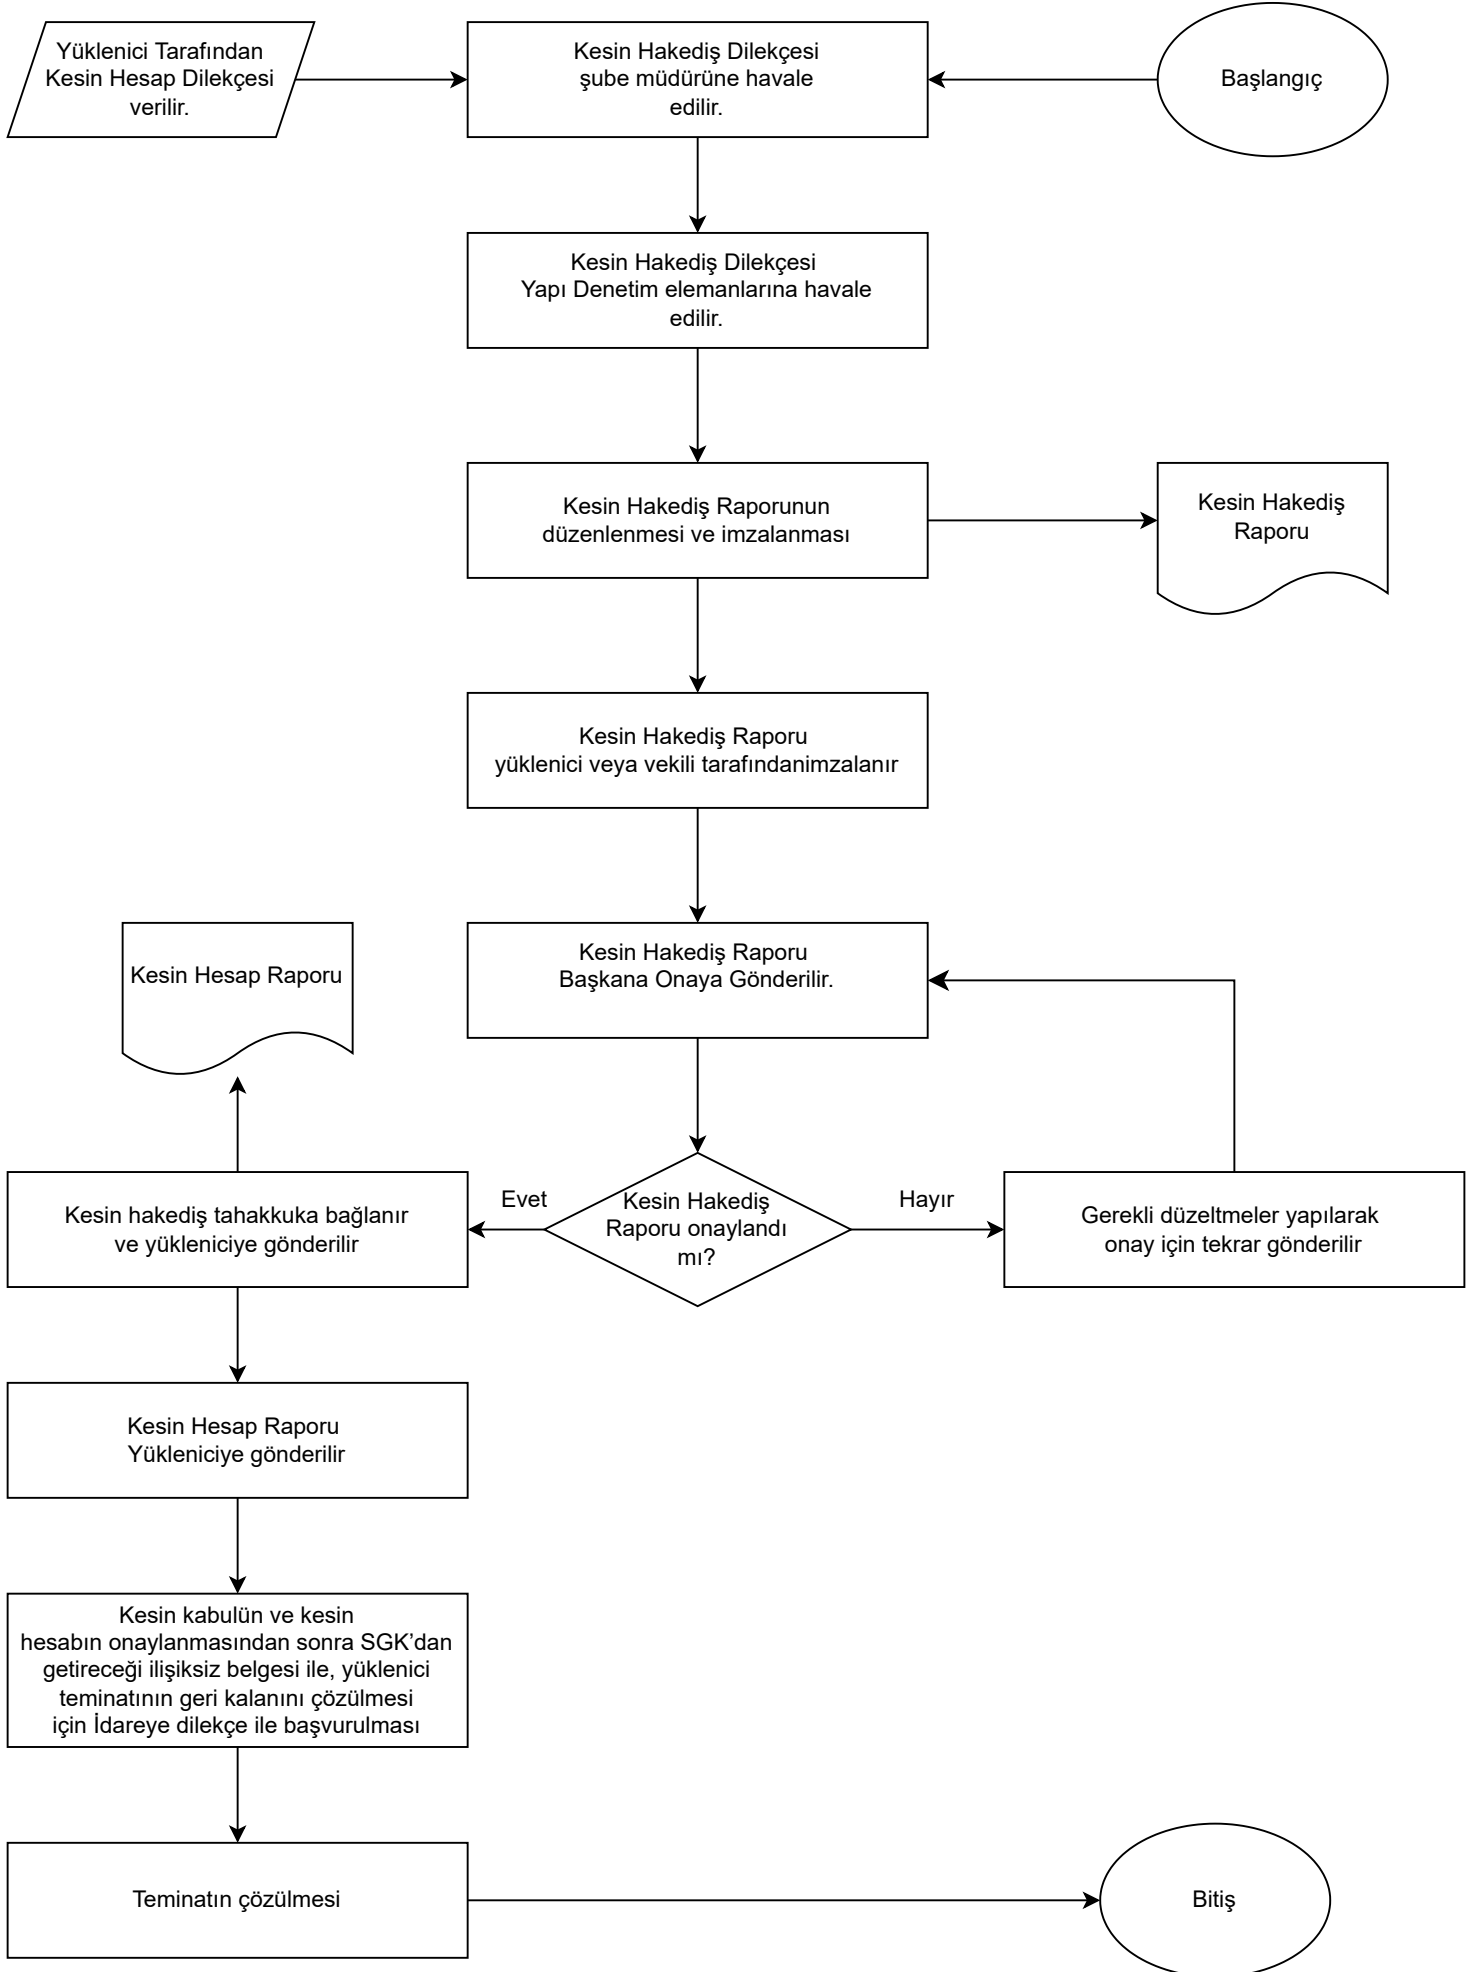 Yüklenici Tarafından
Kesin Hesap Dilekçesi
verilir.
Kesin Hakediş Dilekçesi
şube müdürüne havale
edilir.
Başlangıç
Kesin Hakediş Dilekçesi
Yapı Denetim elemanlarına havale
edilir.
Kesin Hakediş Raporunun
düzenlenmesi ve imzalanması
Kesin Hakediş
Raporu
Kesin Hakediş Raporu
yüklenici veya vekili tarafındanimzalanır
Kesin Hesap Raporu
Kesin Hakediş Raporu
Başkana Onaya Gönderilir.
Evet
Kesin Hakediş
Raporu onaylandı
mı?
Hayır
Kesin hakediş tahakkuka bağlanır
ve yükleniciye gönderilir
Gerekli düzeltmeler yapılarak
onay için tekrar gönderilir
Kesin Hesap Raporu
Yükleniciye gönderilir
Kesin kabulün ve kesin
hesabın onaylanmasından sonra SGK’dan
getireceği ilişiksiz belgesi ile, yüklenici
teminatının geri kalanını çözülmesi
için İdareye dilekçe ile başvurulması
Teminatın çözülmesi
Bitiş